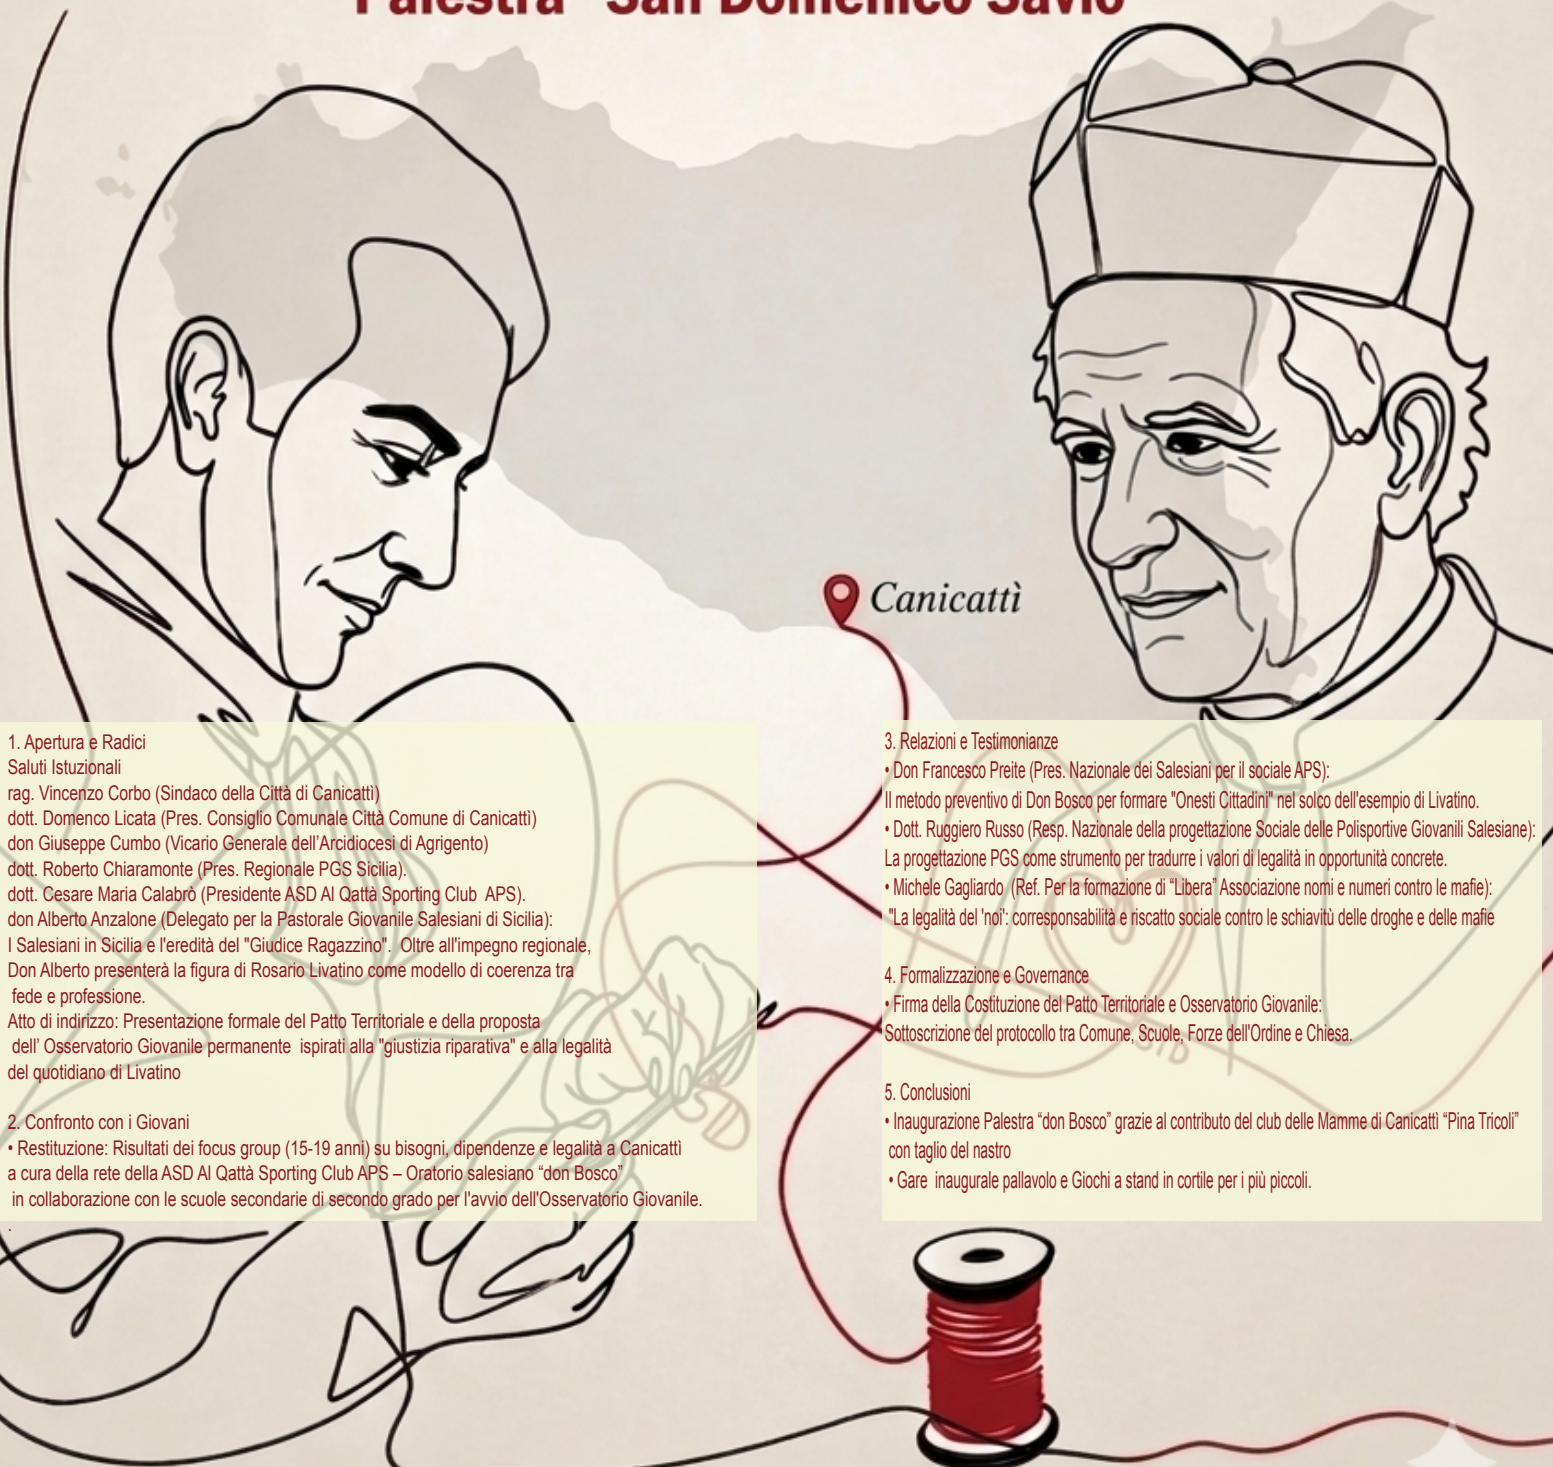 Palestra "San Domenico Savio"
Canicattì
1. Apertura e Radici
Saluti Istuzionali
rag. Vincenzo Corbo (Sindaco della Città di Canicattì)
dott. Domenco Licata (Pres. Consiglio Comunale Città Comune di Canicattì)
don Giuseppe Cumbo (Vicario Generale dell'Arcidiocesi di Agrigento)
dott. Roberto Chiaramonte (Pres. Regionale PGS Sicilia).
dott. Cesare Maria Calabrò (Presidente ASD Al Qattà Sporting Club  APS).
don Alberto Anzalone (Delegato per la Pastorale Giovanile Salesiani di Sicilia):
I Salesiani in Sicilia e l'eredità del "Giudice Ragazzino".  Oltre all'impegno regionale,
Don Alberto presenterà la figura di Rosario Livatino come modello di coerenza tra
fede e professione.
Atto di indirizzo: Presentazione formale del Patto Territoriale e della proposta
dell' Osservatorio Giovanile permanente  ispirati alla "giustizia riparativa" e alla legalità
del quotidiano di Livatino
2. Confronto con i Giovani
• Restituzione: Risultati dei focus group (15-19 anni) su bisogni, dipendenze e legalità a Canicattì
a cura della rete della ASD Al Qattà Sporting Club APS – Oratorio salesiano "don Bosco"
in collaborazione con le scuole secondarie di secondo grado per l'avvio dell'Osservatorio Giovanile.
.
3. Relazioni e Testimonianze
• Don Francesco Preite (Pres. Nazionale dei Salesiani per il sociale APS):
Il metodo preventivo di Don Bosco per formare "Onesti Cittadini" nel solco dell'esempio di Livatino.
• Dott. Ruggiero Russo (Resp. Nazionale della progettazione Sociale delle Polisportive Giovanili Salesiane):
La progettazione PGS come strumento per tradurre i valori di legalità in opportunità concrete.
• Michele Gagliardo  (Ref. Per la formazione di "Libera" Associazione nomi e numeri contro le mafie):
"La legalità del 'noi': corresponsabilità e riscatto sociale contro le schiavitù delle droghe e delle mafie
4. Formalizzazione e Governance
• Firma della Costituzione del Patto Territoriale e Osservatorio Giovanile:
Sottoscrizione del protocollo tra Comune, Scuole, Forze dell'Ordine e Chiesa.
5. Conclusioni
• Inaugurazione Palestra "don Bosco" grazie al contributo del club delle Mamme di Canicattì "Pina Tricoli"
con taglio del nastro
• Gare  inaugurale pallavolo e Giochi a stand in cortile per i più piccoli.